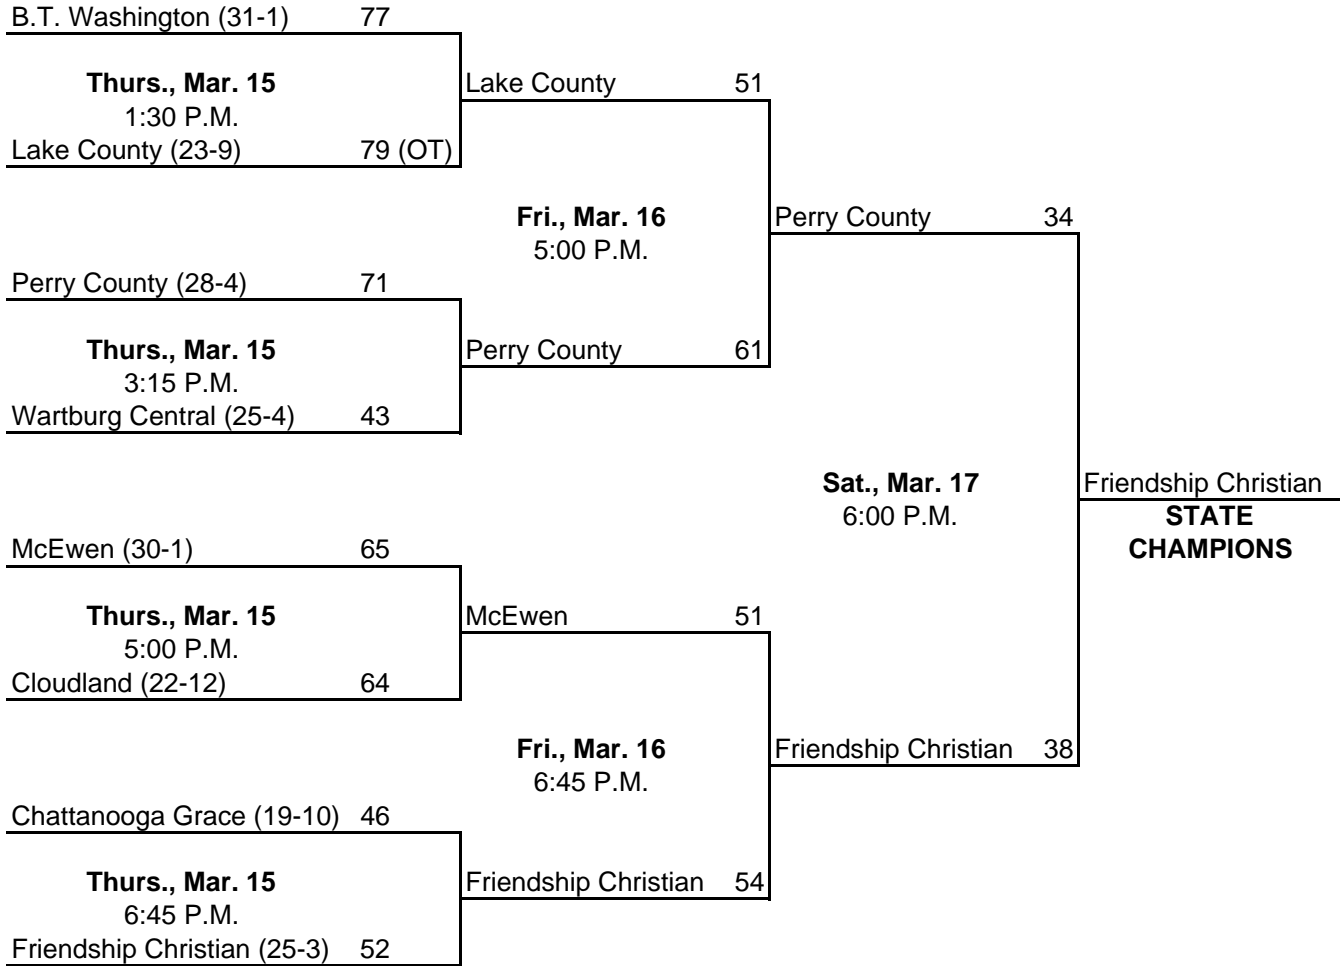 B.T. Washington (31-1) 77
Thurs., Mar. 15
1:30 P.M.
Lake County (23-9) 79 (OT)
Lake County 51
Fri., Mar. 16
5:00 P.M.
Perry County (28-4) 71
Thurs., Mar. 15
3:15 P.M.
Wartburg Central (25-4) 43
Perry County 61
Perry County 34
Sat., Mar. 17
6:00 P.M.
Friendship Christian
STATE
CHAMPIONS
McEwen (30-1) 65
Thurs., Mar. 15
5:00 P.M.
Cloudland (22-12) 64
McEwen 51
Fri., Mar. 16
6:45 P.M.
Friendship Christian 38
Chattanooga Grace (19-10) 46
Thurs., Mar. 15
6:45 P.M.
Friendship Christian (25-3) 52
Friendship Christian 54